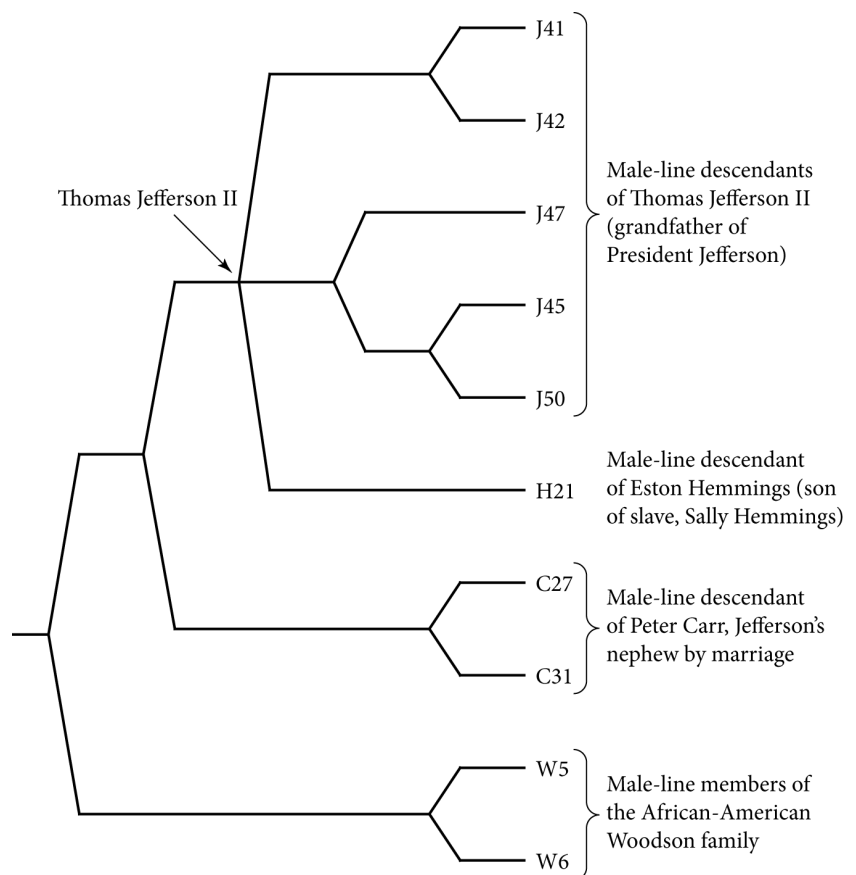 J41
J42
Thomas Jefferson II
J47
Male-line descendants
of Thomas Jefferson II
(grandfather of
President Jefferson)
J45
J50
H21
Male-line descendant
of Eston Hemmings (son
of slave, Sally Hemmings)
C27
C31
Male-line descendant
of Peter Carr, Jefferson’s
nephew by marriage
W5
W6
Male-line members of
the African-American
Woodson family